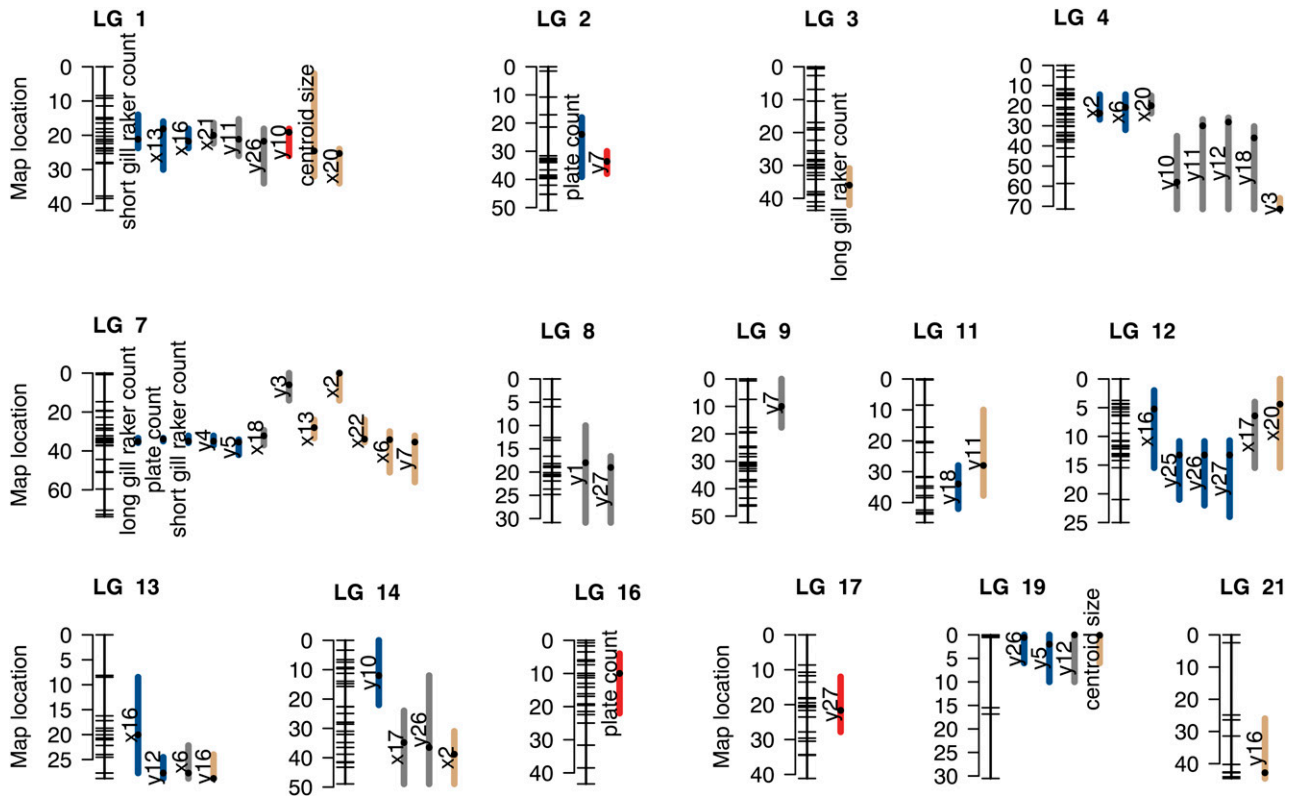 LG 1
LG 2
LG 3
LG 4
Map location
0
10
20
30
40
short gill raker count
x13
x16
x21
y11
y26
y10
centroid size
x20
0
10
20
30
40
50
plate count
y7
0
10
20
30
40
long gill raker count
0
10
20
30
40
50
60
70
x2
x6
x20
y10
y11
y12
y18
y3
LG 7
LG 8
LG 9
LG 11
LG 12
Map location
0
20
40
60
long gill raker count
plate count
short gill raker count
y4
y5
x18
y3
x13
x2
x22
x6
y7
0
5
10
15
20
25
30
y1
y27
0
10
20
30
40
50
y7
0
10
20
30
40
y18
y11
0
5
10
15
20
25
x16
y25
y26
y27
x17
x20
LG 13
LG 14
LG 16
LG 17
LG 19
LG 21
Map location
0
5
10
15
20
25
x16
y12
x6
y16
0
10
20
30
40
50
y10
x17
y26
x2
0
10
20
30
40
plate count
Map location
0
10
20
30
40
y27
0
5
10
15
20
25
30
y26
y5
y12
centroid size
0
10
20
30
40
y16